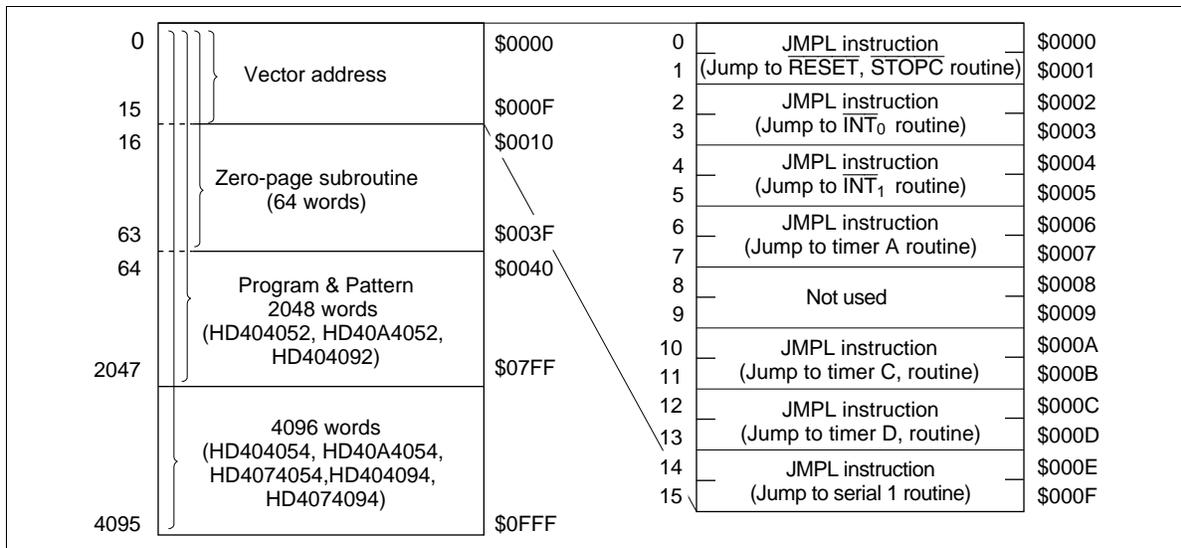 0
Vector address
$0000
15
$000F
16
$0010
Zero-page subroutine
(64 words)
63
$003F
64
$0040
Program & Pattern
2048 words
(HD404052, HD40A4052,
HD404092)
2047
$07FF
4096 words
(HD404054, HD40A4054,
HD4074054,HD404094,
HD4074094)
4095
$0FFF
0
JMPL instruction
$0000
1
(Jump to RESET, STOPC routine)
$0001
2
JMPL instruction
$0002
3
(Jump to INT0 routine)
$0003
4
JMPL instruction
$0004
5
(Jump to INT1 routine)
$0005
6
JMPL instruction
$0006
7
(Jump to timer A routine)
$0007
8
Not used
$0008
9
$0009
10
JMPL instruction
$000A
11
(Jump to timer C, routine)
$000B
12
JMPL instruction
$000C
13
(Jump to timer D, routine)
$000D
14
JMPL instruction
$000E
15
(Jump to serial 1 routine)
$000F